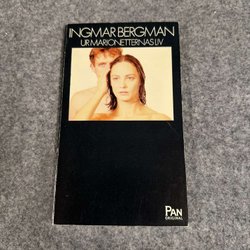 INGMAR BERGMAN
UR MARIONETTERNAS LIV
PAN
ORIGINAL